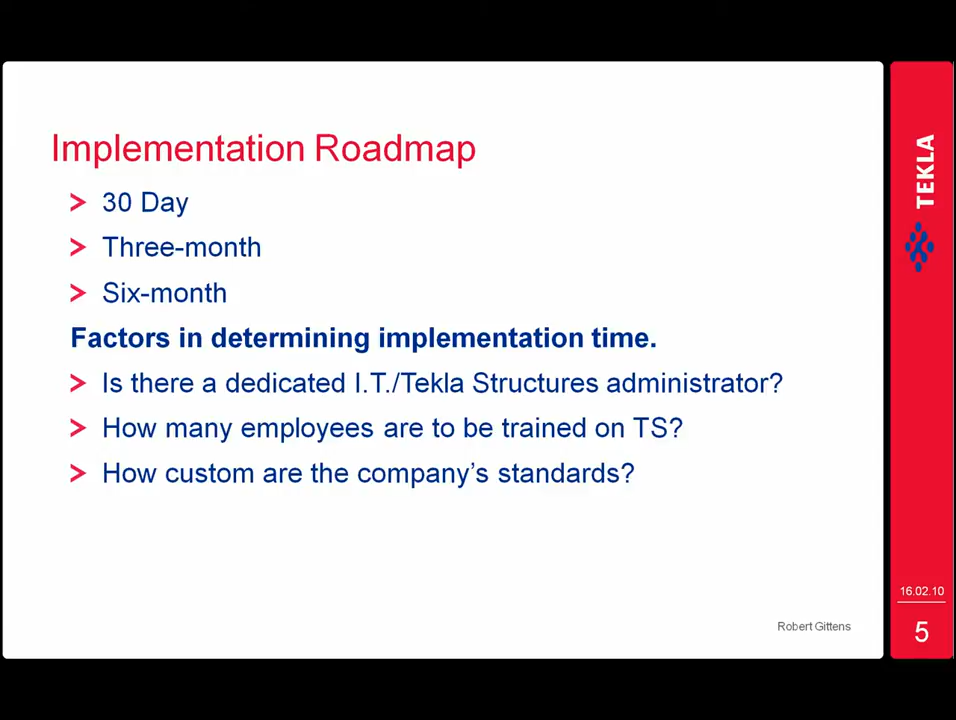 Implementation Roadmap
> 30 Day
> Three-month
> Six-month
Factors in determining implementation time.
> Is there a dedicated I.T./Tekla Structures administrator?
> How many employees are to be trained on TS?
> How custom are the company’s standards?
Robert Gittens
TEKLA
16.02.10
5